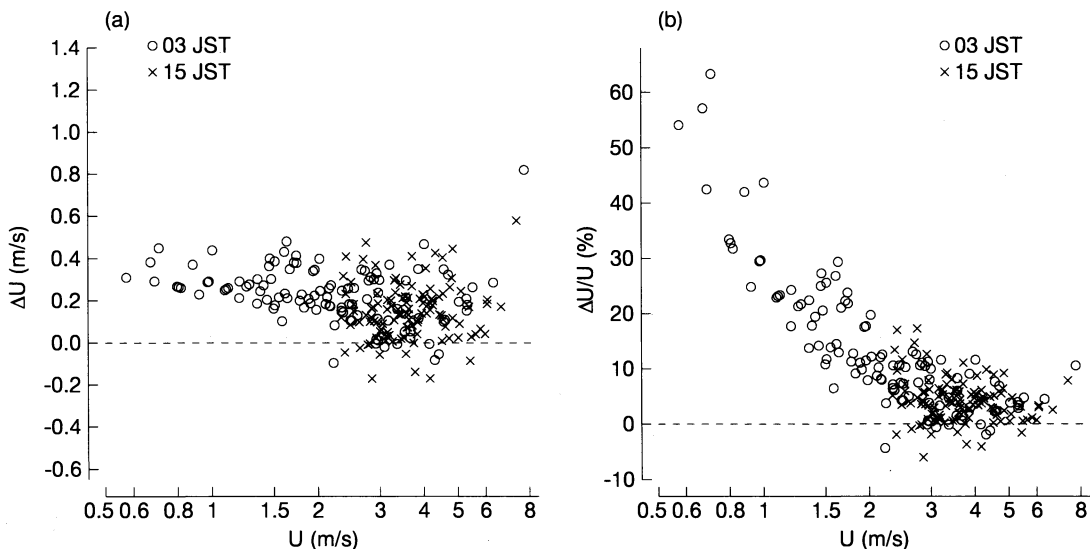 (a)
○ 03 JST
× 15 JST
ΔU (m/s)
1.4
1.2
1.0
0.8
0.6
0.4
0.2
0.0
-0.2
-0.4
-0.6
0.5 0.6 0.8 1 1.5 2 3 4 5 6 8
U (m/s)
(b)
○ 03 JST
× 15 JST
ΔU/U (%)
60
50
40
30
20
10
0
-10
0.5 0.6 0.8 1 1.5 2 3 4 5 6 8
U (m/s)